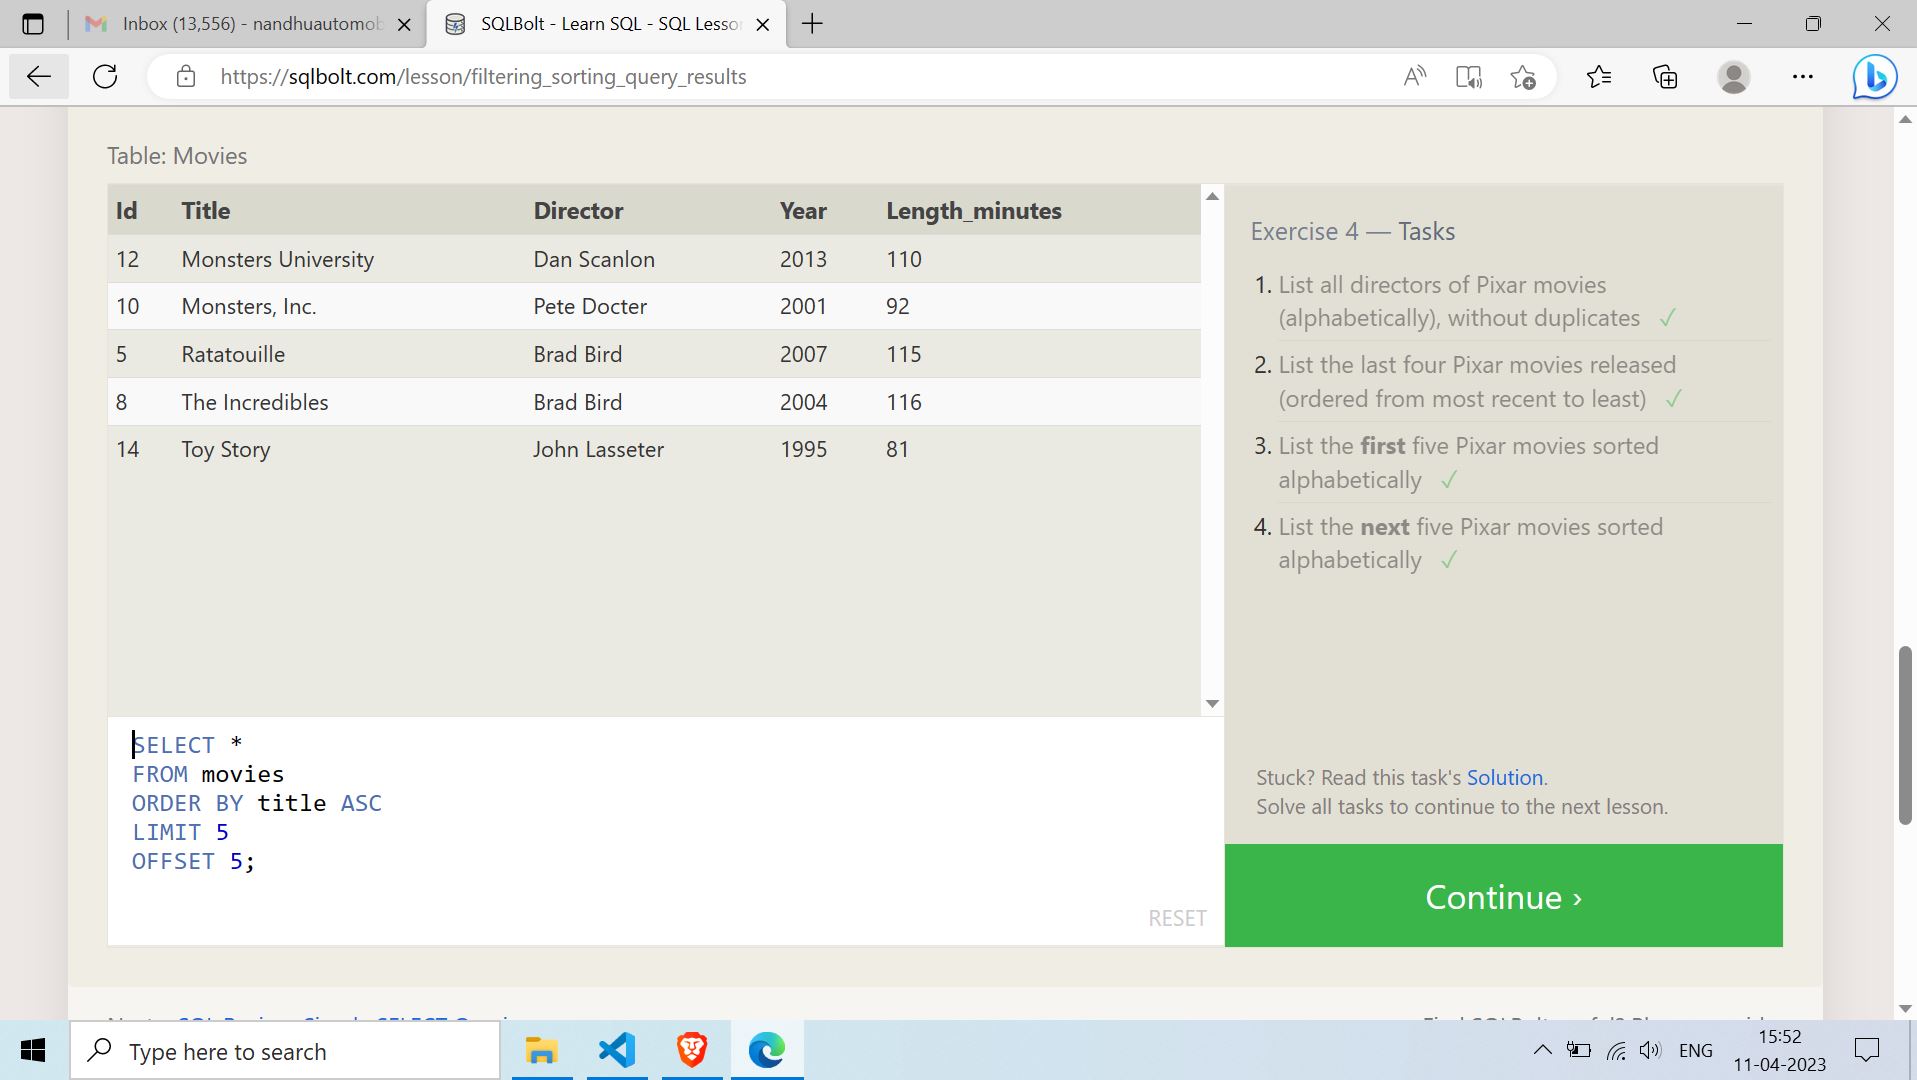 Inbox (13,556) - nandhuautomob
SQLBolt - Learn SQL - SQL Lesso
https://sqlbolt.com/lesson/filtering_sorting_query_results
Table: Movies
Id Title Director Year Length_minutes
12 Monsters University Dan Scanlon 2013 110
10 Monsters, Inc. Pete Docter 2001 92
5 Ratatouille Brad Bird 2007 115
8 The Incredibles Brad Bird 2004 116
14 Toy Story John Lasseter 1995 81
SELECT *
FROM movies
ORDER BY title ASC
LIMIT 5
OFFSET 5;
RESET
Exercise 4 — Tasks
1. List all directors of Pixar movies
(alphabetically), without duplicates ✓
2. List the last four Pixar movies released
(ordered from most recent to least) ✓
3. List the first five Pixar movies sorted
alphabetically ✓
4. List the next five Pixar movies sorted
alphabetically ✓
Stuck? Read this task's Solution.
Solve all tasks to continue to the next lesson.
Continue ›
Type here to search
ENG
15:52
11-04-2023